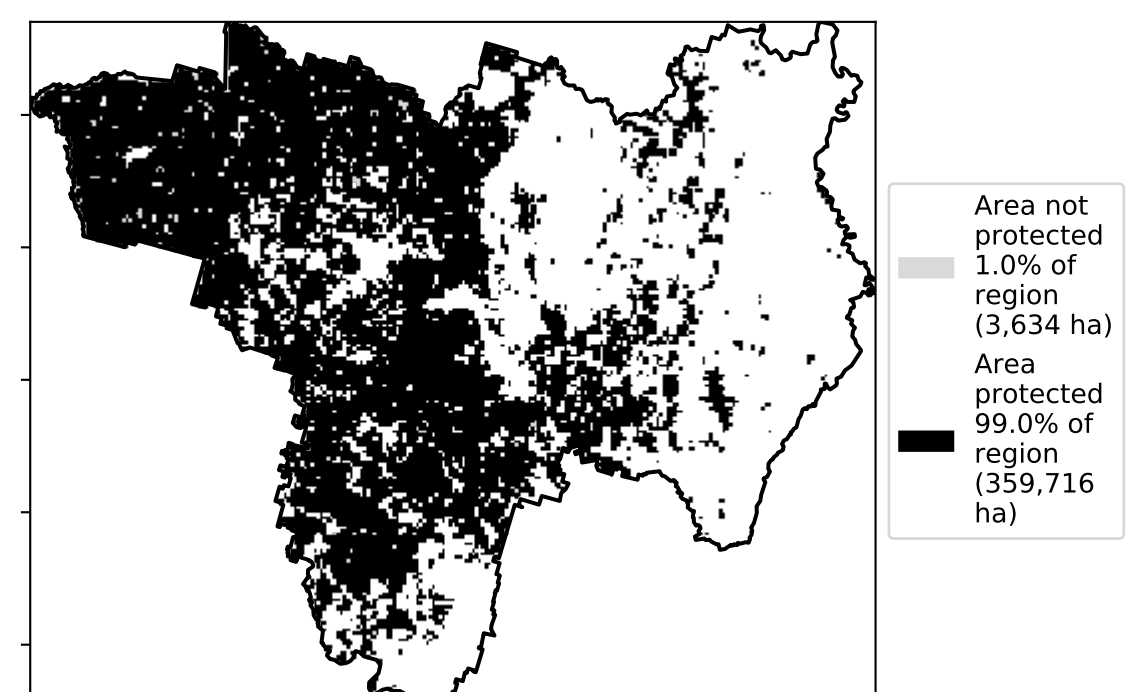 Area not
protected
1.0% of
region
(3,634 ha)
Area
protected
99.0% of
region
(359,716
ha)